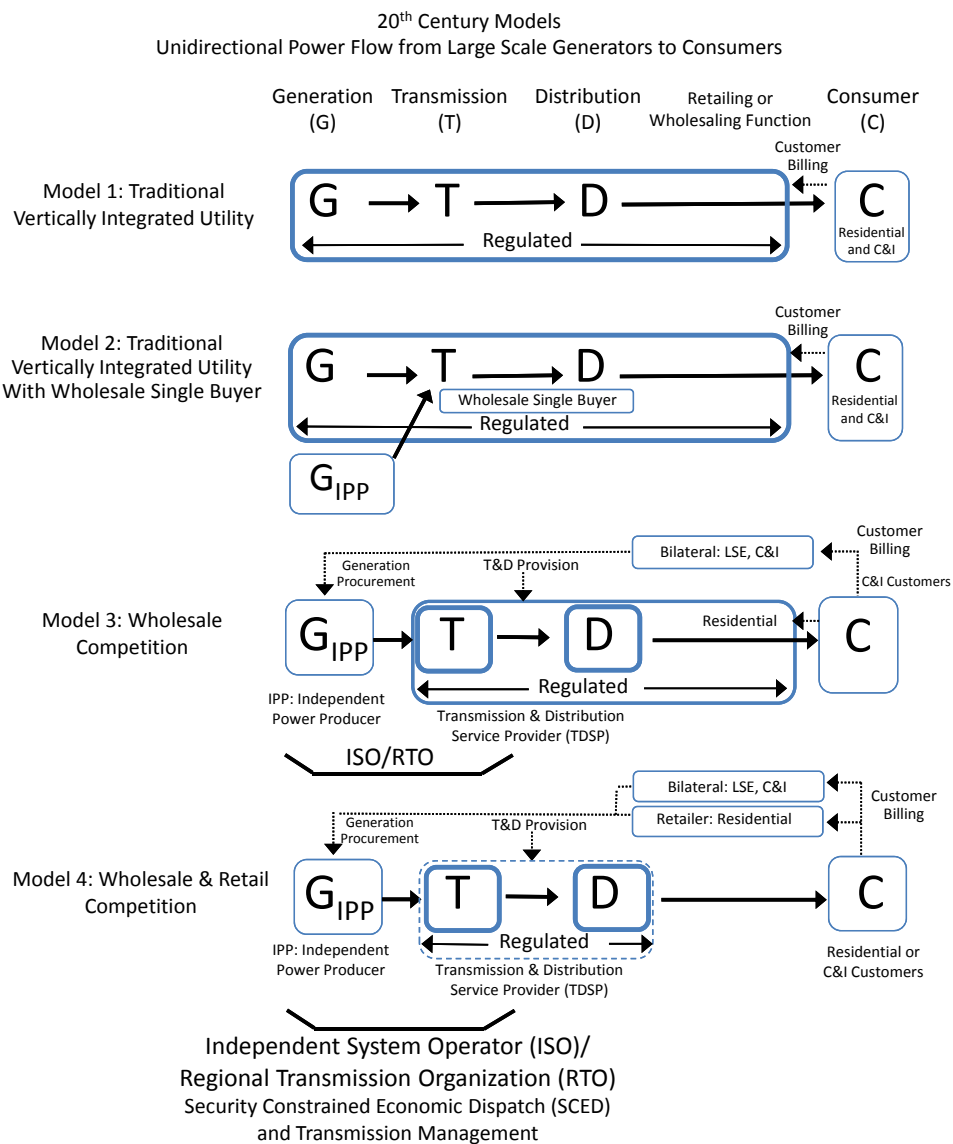 20th Century Models
Unidirectional Power Flow from Large Scale Generators to Consumers
Generation (G)
Transmission (T)
Distribution (D)
Retailing or Wholesaling Function
Consumer (C)
Model 1: Traditional
Vertically Integrated Utility
G
T
D
Regulated
Customer
Billing
C
Residential
and C&I
Model 2: Traditional
Vertically Integrated Utility
With Wholesale Single Buyer
G
T
D
Wholesale Single Buyer
Regulated
GIPP
Customer
Billing
C
Residential
and C&I
Model 3: Wholesale
Competition
Generation
Procurement
T&D Provision
Bilateral: LSE, C&I
Customer
Billing
C&I Customers
GIPP
T
D
Residential
C
Regulated
IPP: Independent
Power Producer
Transmission & Distribution
Service Provider (TDSP)
ISO/RTO
Model 4: Wholesale & Retail
Competition
Generation
Procurement
T&D Provision
Bilateral: LSE, C&I
Retailer: Residential
Customer
Billing
GIPP
T
D
C
Regulated
IPP: Independent
Power Producer
Transmission & Distribution
Service Provider (TDSP)
Residential or
C&I Customers
Independent System Operator (ISO)/
Regional Transmission Organization (RTO)
Security Constrained Economic Dispatch (SCED)
and Transmission Management